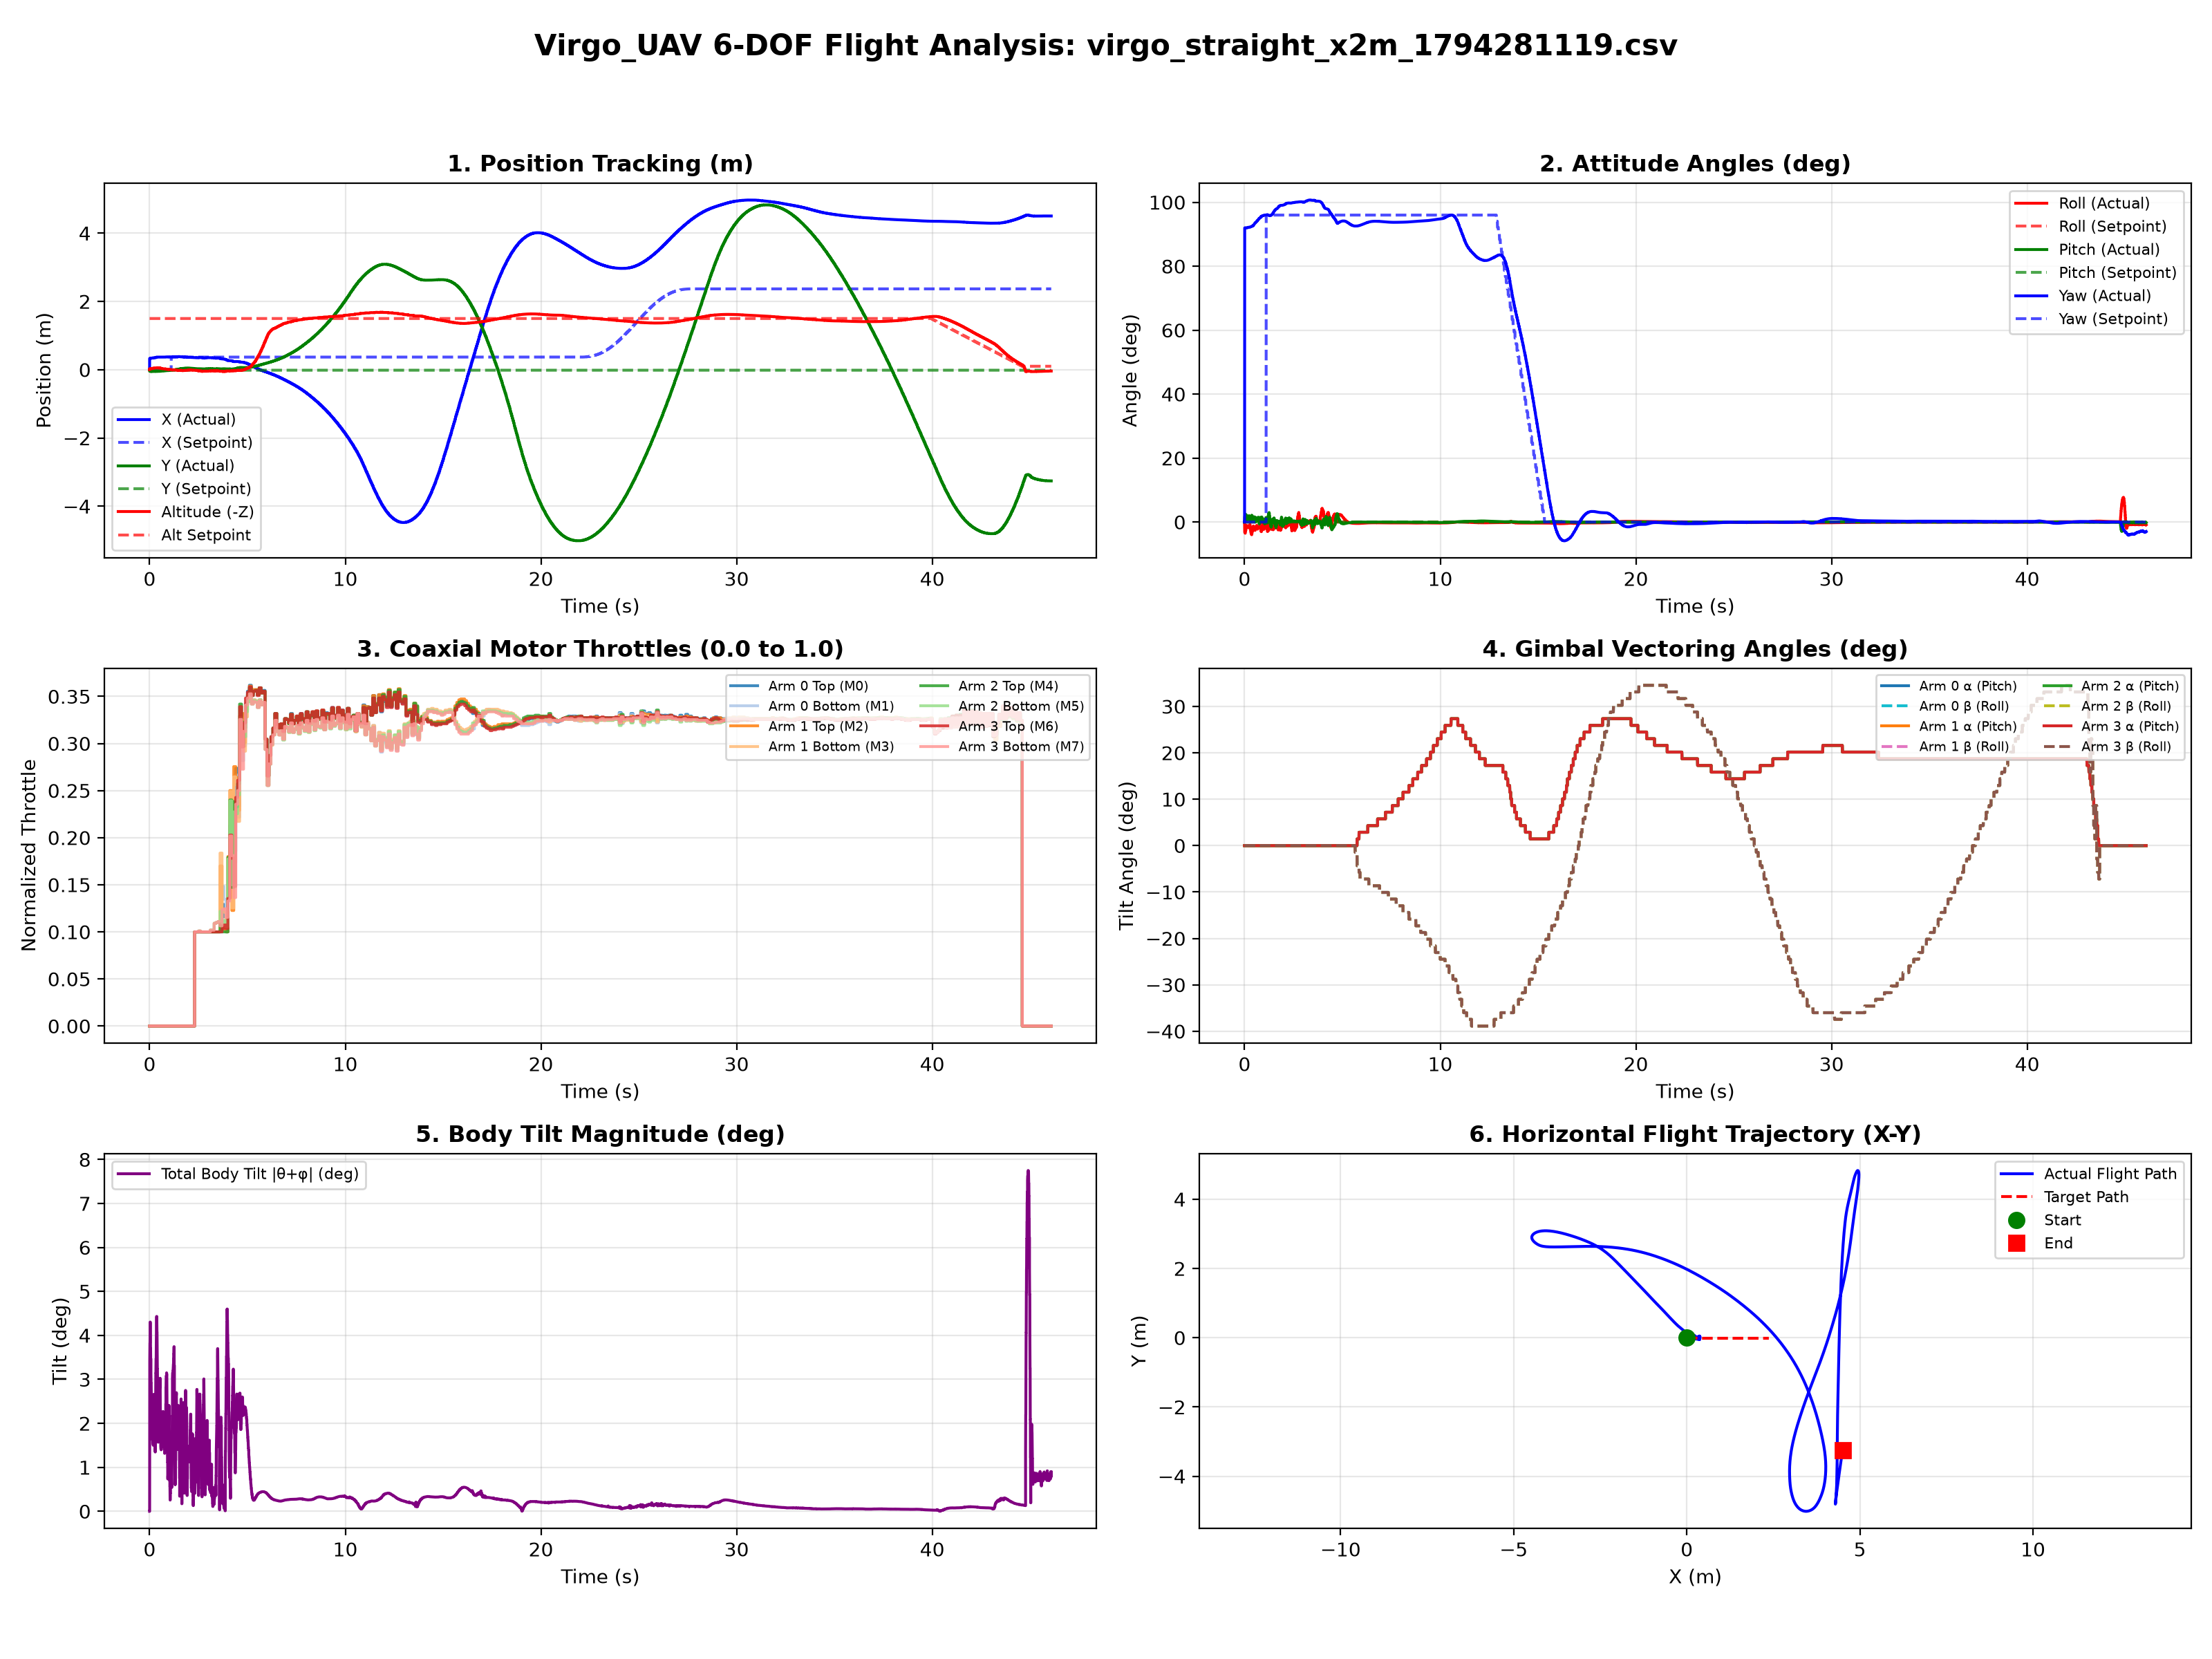 Virgo_UAV 6-DOF Flight Analysis: virgo_straight_x2m_1794281119.csv
1. Position Tracking (m)
Position (m)
4
2
0
−2
−4
X (Actual)
X (Setpoint)
Y (Actual)
Y (Setpoint)
Altitude (-Z)
Alt Setpoint
0 10 20 30 40
Time (s)
2. Attitude Angles (deg)
Angle (deg)
100
80
60
40
20
0
Roll (Actual)
Roll (Setpoint)
Pitch (Actual)
Pitch (Setpoint)
Yaw (Actual)
Yaw (Setpoint)
0 10 20 30 40
Time (s)
3. Coaxial Motor Throttles (0.0 to 1.0)
Normalized Throttle
0.35
0.30
0.25
0.20
0.15
0.10
0.05
0.00
Arm 0 Top (M0)
Arm 0 Bottom (M1)
Arm 1 Top (M2)
Arm 1 Bottom (M3)
Arm 2 Top (M4)
Arm 2 Bottom (M5)
Arm 3 Top (M6)
Arm 3 Bottom (M7)
0 10 20 30 40
Time (s)
4. Gimbal Vectoring Angles (deg)
Tilt Angle (deg)
30
20
10
0
−10
−20
−30
−40
Arm 0 α (Pitch)
Arm 0 β (Roll)
Arm 1 α (Pitch)
Arm 1 β (Roll)
Arm 2 α (Pitch)
Arm 2 β (Roll)
Arm 3 α (Pitch)
Arm 3 β (Roll)
0 10 20 30 40
Time (s)
5. Body Tilt Magnitude (deg)
Tilt (deg)
8
7
6
5
4
3
2
1
0
Total Body Tilt |θ+φ| (deg)
0 10 20 30 40
Time (s)
6. Horizontal Flight Trajectory (X-Y)
Y (m)
4
2
0
−2
−4
Actual Flight Path
Target Path
Start
End
−10 −5 0 5 10
X (m)